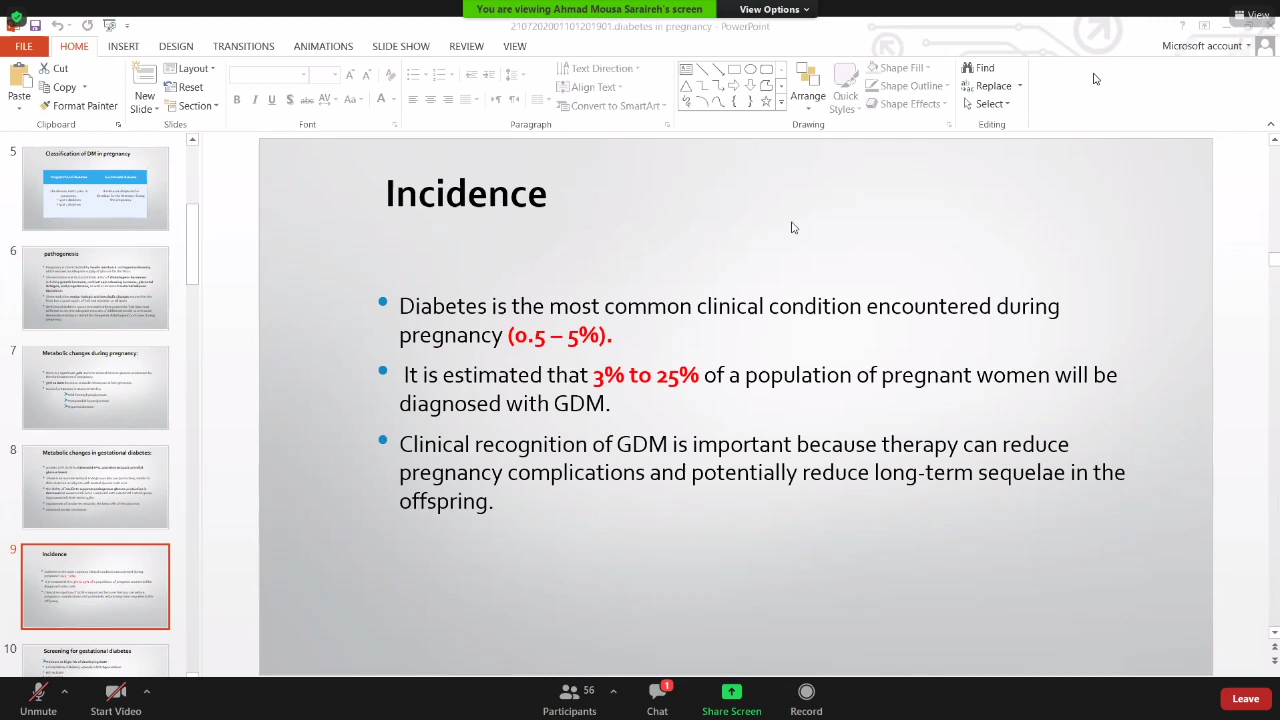 You are viewing Ahmad Mousa Saraireh's screen
View Options
View
2107202001101201901.diabetes in pregnancy - PowerPoint
FILE HOME INSERT DESIGN TRANSITIONS ANIMATIONS SLIDE SHOW REVIEW VIEW
Microsoft account
Paste
Cut
Copy
Format Painter
Clipboard
New Slide
Layout
Reset
Section
Slides
B I U S abc AV Aa A
Font
Text Direction
Align Text
Convert to SmartArt
Paragraph
Arrange
Quick Styles
Shape Fill
Shape Outline
Shape Effects
Drawing
Find
Replace
Select
Editing
5
Classification of DM in pregnancy
6
pathogenesis
7
Metabolic changes during pregnancy:
8
Metabolic changes in gestational diabetes:
9
Incidence
10
Screening for gestational diabetes
Incidence
• Diabetes is the most common clinical condition encountered during
pregnancy (0.5 – 5%).
• It is estimated that 3% to 25% of a population of pregnant women will be
diagnosed with GDM.
• Clinical recognition of GDM is important because therapy can reduce
pregnancy complications and potentially reduce long-term sequelae in the
offspring.
Unmute
Start Video
56
Participants
1
Chat
Share Screen
Record
Leave